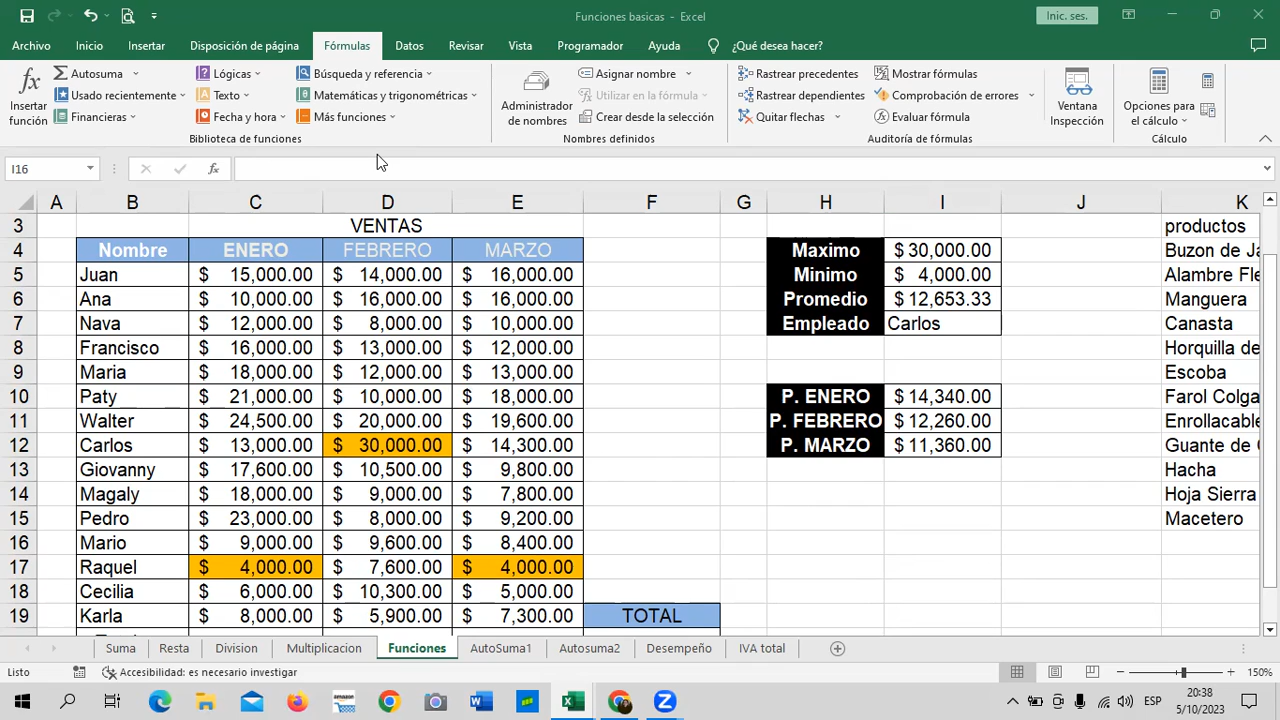 Funciones basicas - Excel
Inic. ses.
Archivo Inicio Insertar Disposición de página Fórmulas Datos Revisar Vista Programador Ayuda ¿Qué desea hacer?
Insertar función
Autosuma
Usado recientemente
Financieras
Lógicas
Texto
Fecha y hora
Búsqueda y referencia
Matemáticas y trigonométricas
Más funciones
Biblioteca de funciones
Administrador de nombres
Asignar nombre
Utilizar en la fórmula
Crear desde la selección
Nombres definidos
Rastrear precedentes
Rastrear dependientes
Quitar flechas
Mostrar fórmulas
Comprobación de errores
Evaluar fórmula
Auditoría de fórmulas
Ventana Inspección
Opciones para el cálculo
Cálculo
I16
fx
A B C D E F G H I J K
3 VENTAS productos
4 Nombre ENERO FEBRERO MARZO Maximo $ 30,000.00 Buzon de
5 Juan $ 15,000.00 $ 14,000.00 $ 16,000.00 Minimo $ 4,000.00 Alambre
6 Ana $ 10,000.00 $ 16,000.00 $ 16,000.00 Promedio $ 12,653.33 Manguera
7 Nava $ 12,000.00 $ 8,000.00 $ 10,000.00 Empleado Carlos Canasta
8 Francisco $ 16,000.00 $ 13,000.00 $ 12,000.00 Horquilla de
9 Maria $ 18,000.00 $ 12,000.00 $ 13,000.00 Escoba
10 Paty $ 21,000.00 $ 10,000.00 $ 18,000.00 P. ENERO $ 14,340.00 Farol Colga
11 Walter $ 24,500.00 $ 20,000.00 $ 19,600.00 P. FEBRERO $ 12,260.00 Enrollacable
12 Carlos $ 13,000.00 $ 30,000.00 $ 14,300.00 P. MARZO $ 11,360.00 Guante de
13 Giovanny $ 17,600.00 $ 10,500.00 $ 9,800.00 Hacha
14 Magaly $ 18,000.00 $ 9,000.00 $ 7,800.00 Hoja Sierra
15 Pedro $ 23,000.00 $ 8,000.00 $ 9,200.00 Macetero
16 Mario $ 9,000.00 $ 9,600.00 $ 8,400.00
17 Raquel $ 4,000.00 $ 7,600.00 $ 4,000.00
18 Cecilia $ 6,000.00 $ 10,300.00 $ 5,000.00
19 Karla $ 8,000.00 $ 5,900.00 $ 7,300.00 TOTAL
Suma Resta Division Multiplicacion Funciones AutoSuma1 Autosuma2 Desempeño IVA total
Listo Accesibilidad: es necesario investigar 150%
amazon
ESP
20:38
5/10/2023